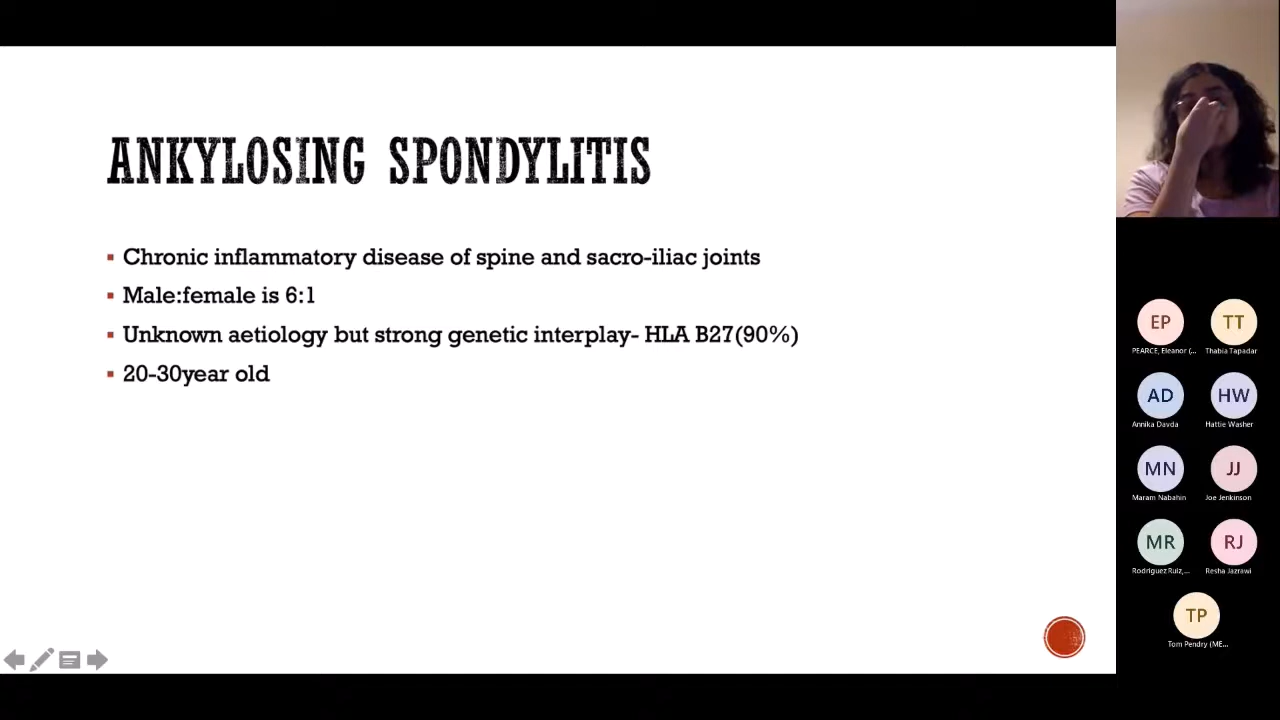 ANKYLOSING SPONDYLITIS
Chronic inflammatory disease of spine and sacro-iliac joints
Male:female is 6:1
Unknown aetiology but strong genetic interplay- HLA B27(90%)
20-30year old
EP
PEARCE, Eleanor (...
TT
Thabia Tapadar
AD
Annika Davda
HW
Hattie Washer
MN
Maram Nabahin
JJ
Joe Jenkinson
MR
Rodriguez Ruiz,...
RJ
Resha Jazrawi
TP
Tom Pendry (ME...